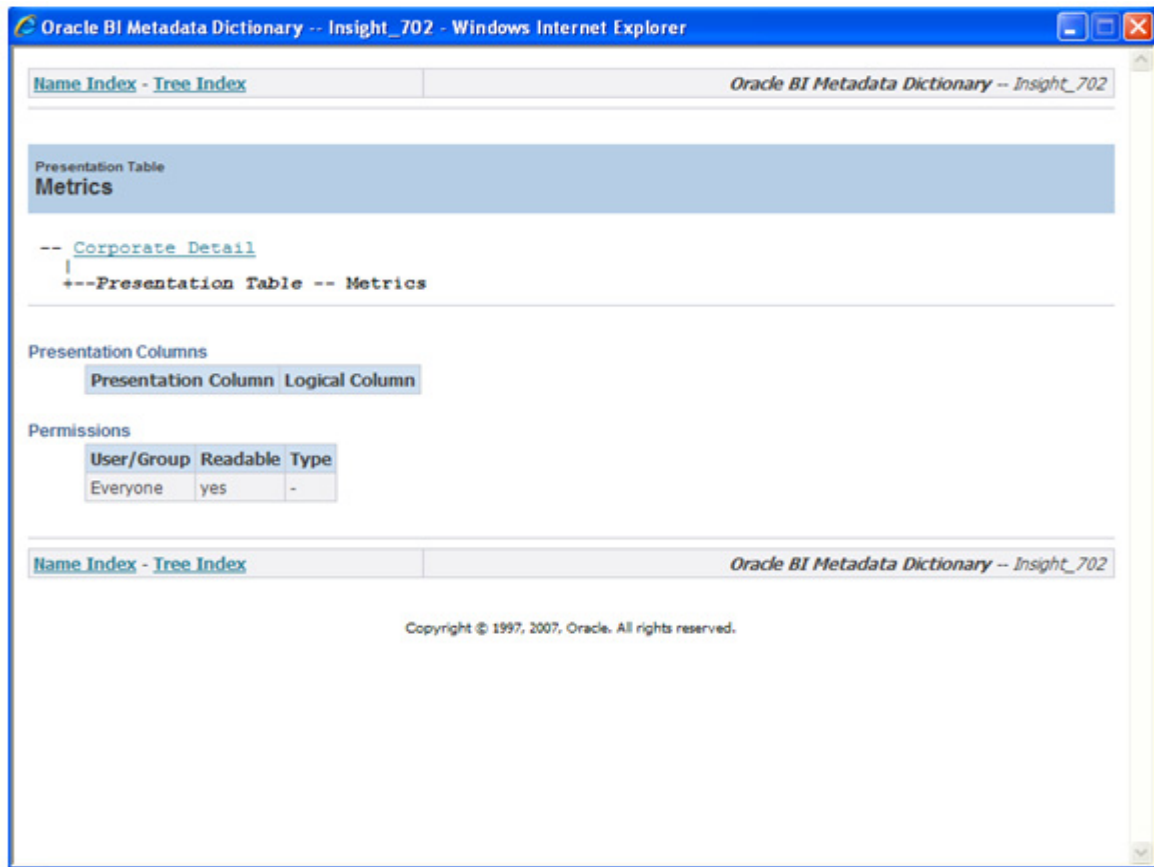 Oracle BI Metadata Dictionary -- Insight_702 - Windows Internet Explorer
Name Index - Tree Index Oracle BI Metadata Dictionary -- Insight_702
Presentation Table
Metrics
-- Corporate Detail
|
+--Presentation Table -- Metrics
Presentation Columns
Presentation Column Logical Column
Permissions
User/Group Readable Type
Everyone yes -
Name Index - Tree Index Oracle BI Metadata Dictionary -- Insight_702
Copyright © 1997, 2007, Oracle. All rights reserved.